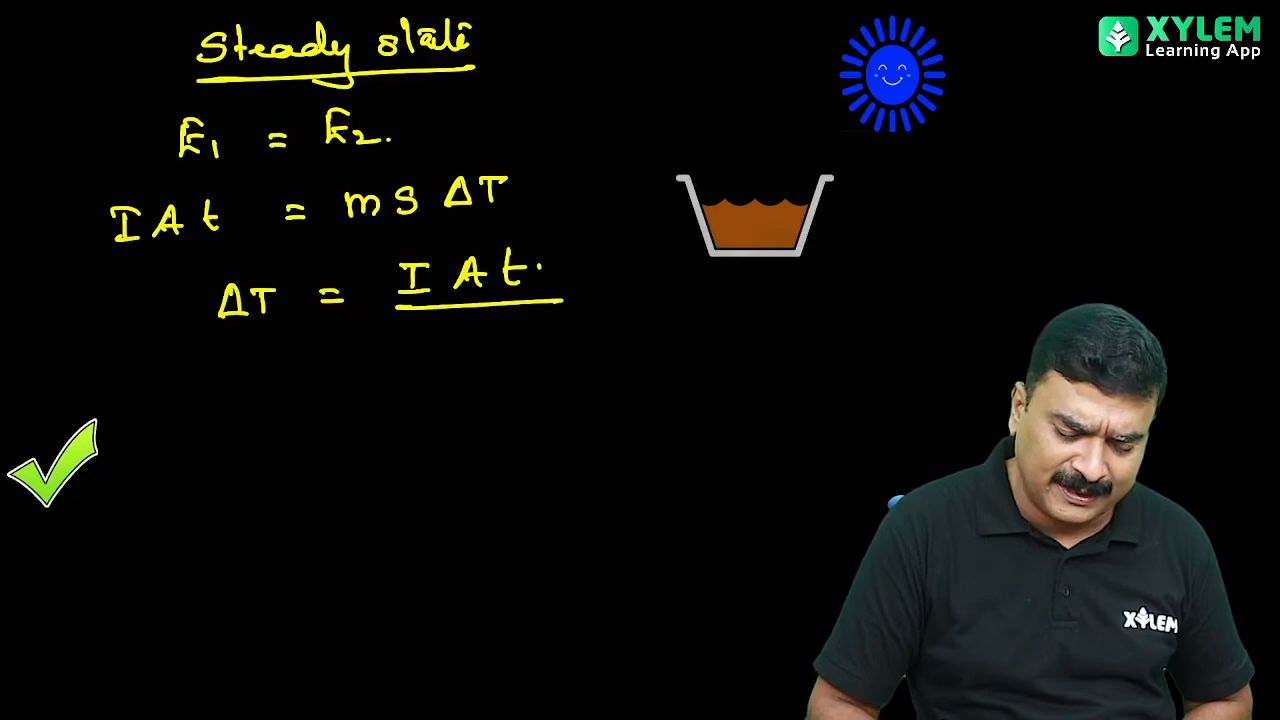 Steady state
E1 = E2.
I A t = m s ΔT
ΔT = I A t.
XYLEM
Learning App
XYLEM